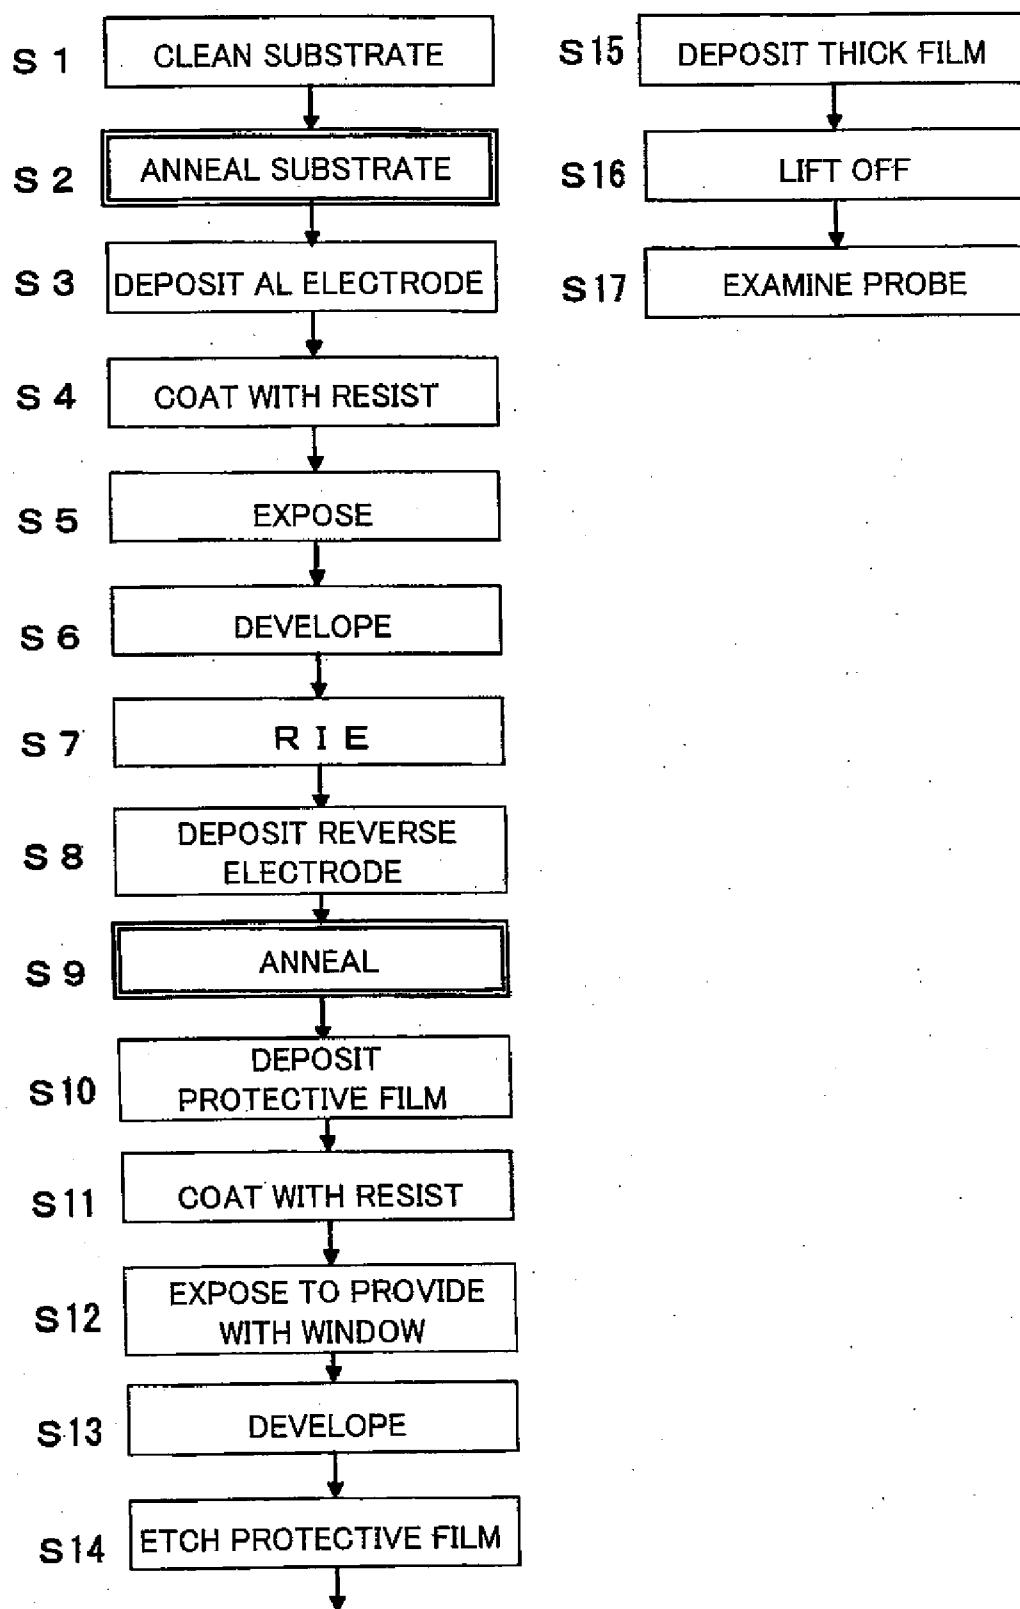 S 1 CLEAN SUBSTRATE
S 2 ANNEAL SUBSTRATE
S 3 DEPOSIT AL ELECTRODE
S 4 COAT WITH RESIST
S 5 EXPOSE
S 6 DEVELOPE
S 7 R I E
S 8 DEPOSIT REVERSE
ELECTRODE
S 9 ANNEAL
S10 DEPOSIT
PROTECTIVE FILM
S11 COAT WITH RESIST
S12 EXPOSE TO PROVIDE
WITH WINDOW
S13 DEVELOPE
S14 ETCH PROTECTIVE FILM
S15 DEPOSIT THICK FILM
S16 LIFT OFF
S17 EXAMINE PROBE